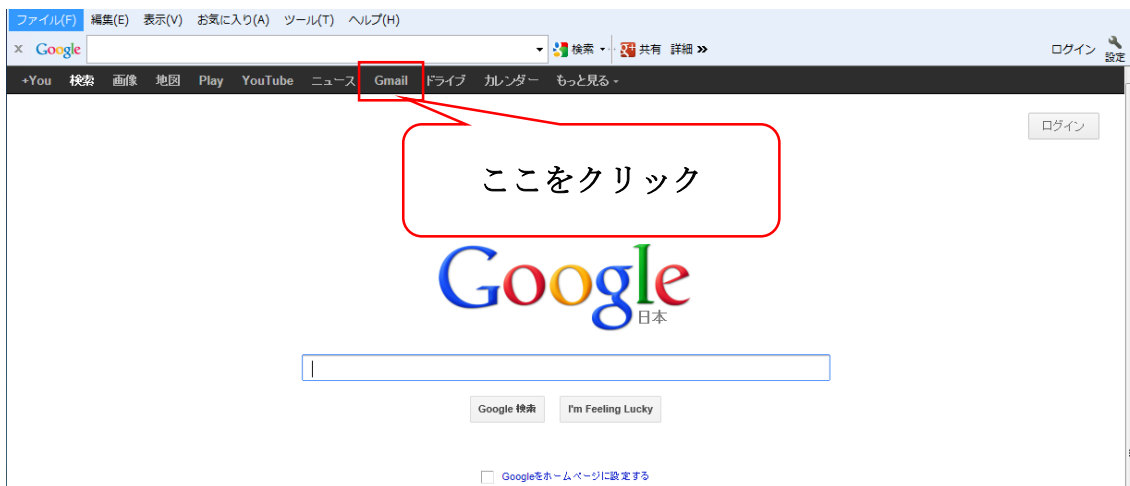 ファイル(F) 編集(E) 表示(V) お気に入り(A) ツール(T) ヘルプ(H)
× Google 検索 共有 詳細 » ログイン 設定
+You 検索 画像 地図 Play YouTube ニュース Gmail ドライブ カレンダー もっと見る
ログイン
ここをクリック
Google
日本
Google 検索 I'm Feeling Lucky
Googleをホームページに設定する